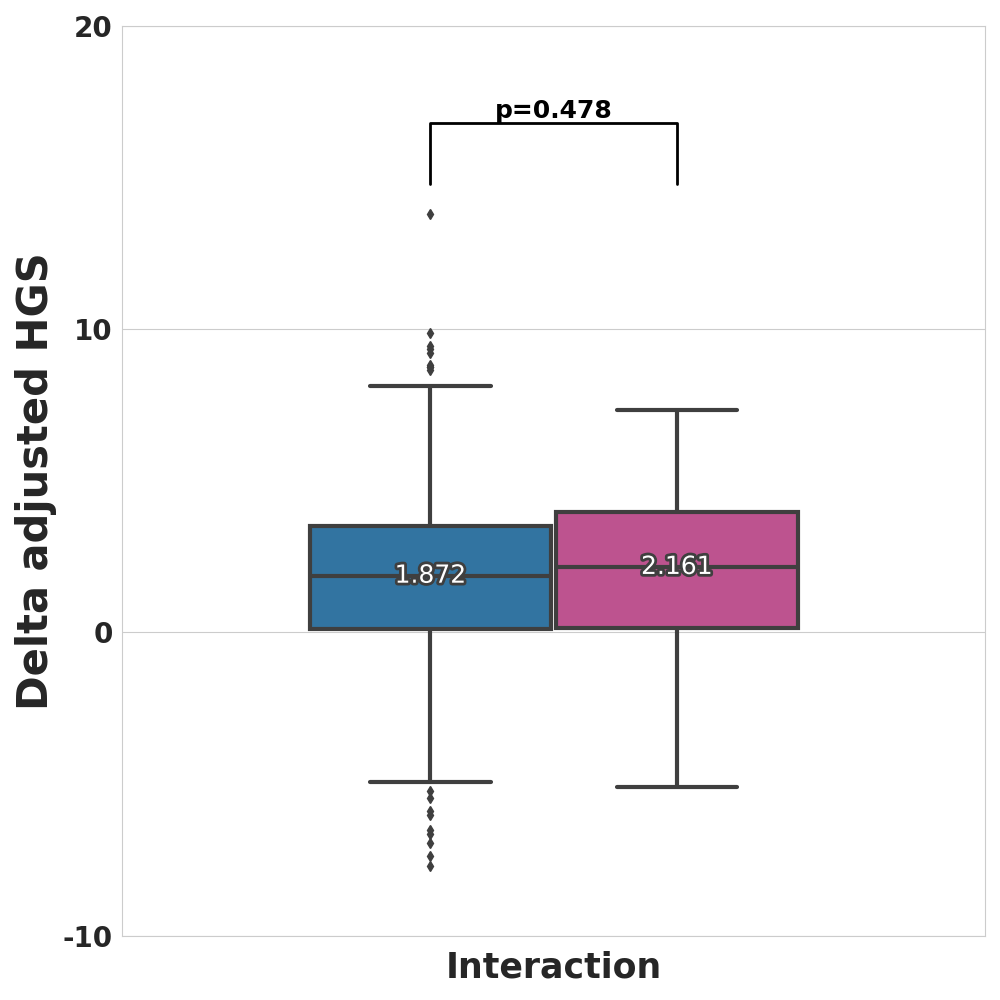 20
p=0.478
10
Delta adjusted HGS
1.872
2.161
0
-10
Interaction